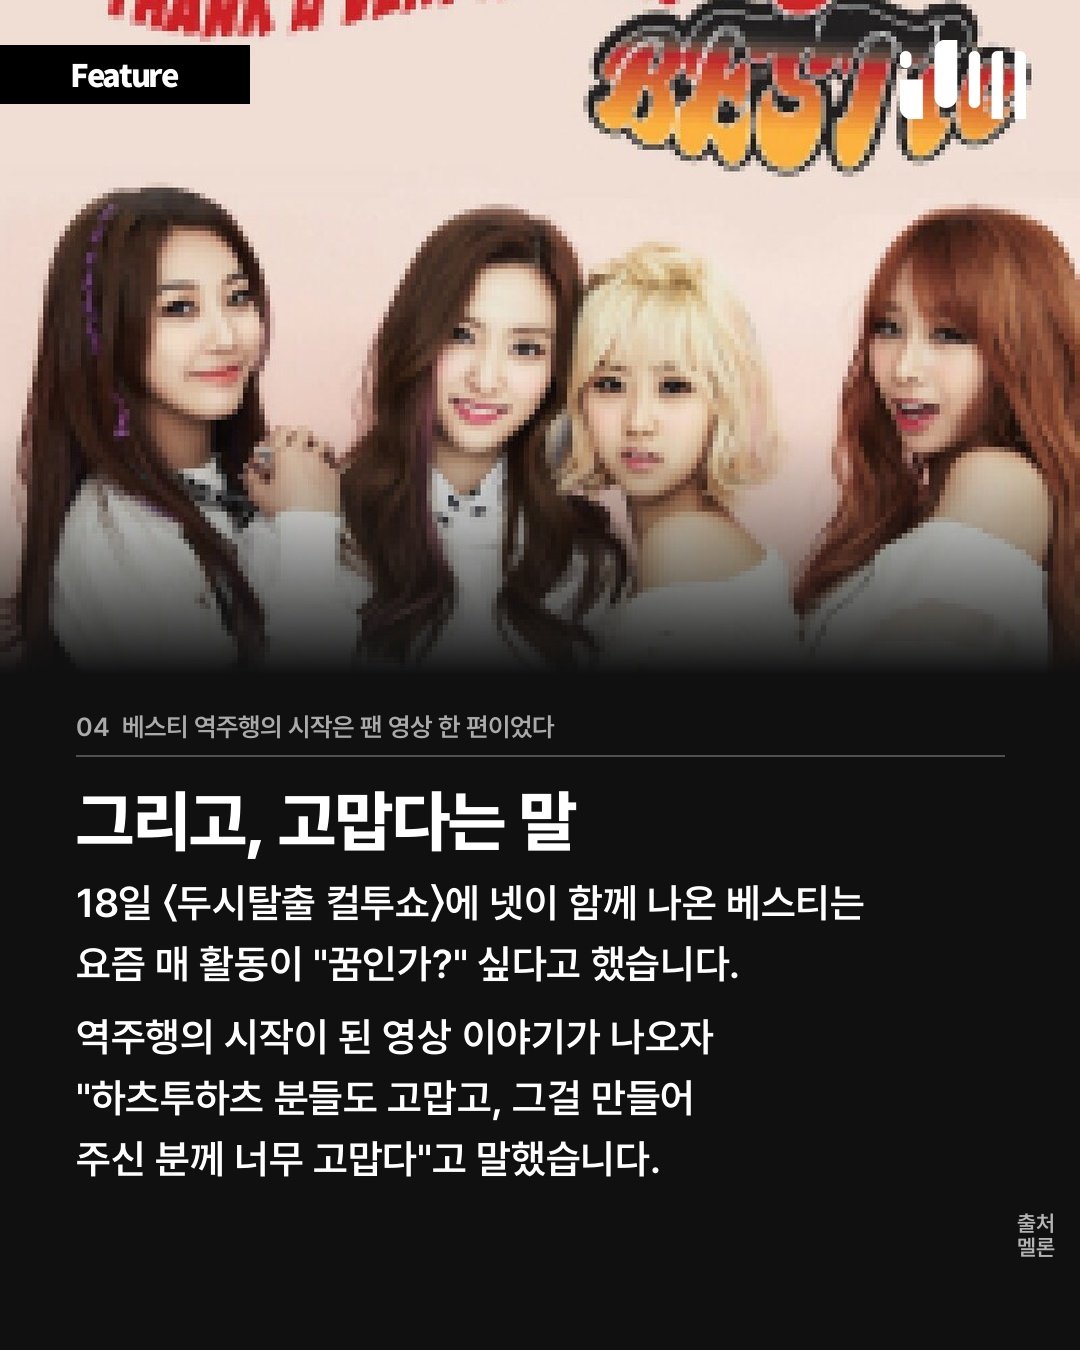 THANK U VERY
BESTie
Feature
04 베스티 역주행의 시작은 팬 영상 한 편이었다
그리고, 고맙다는 말
18일 〈두시탈출 컬투쇼〉에 넷이 함께 나온 베스티는
요즘 매 활동이 "꿈인가?" 싶다고 했습니다.
역주행의 시작이 된 영상 이야기가 나오자
"하츠투하츠 분들도 고맙고, 그걸 만들어
주신 분께 너무 고맙다"고 말했습니다.
출처
멜론